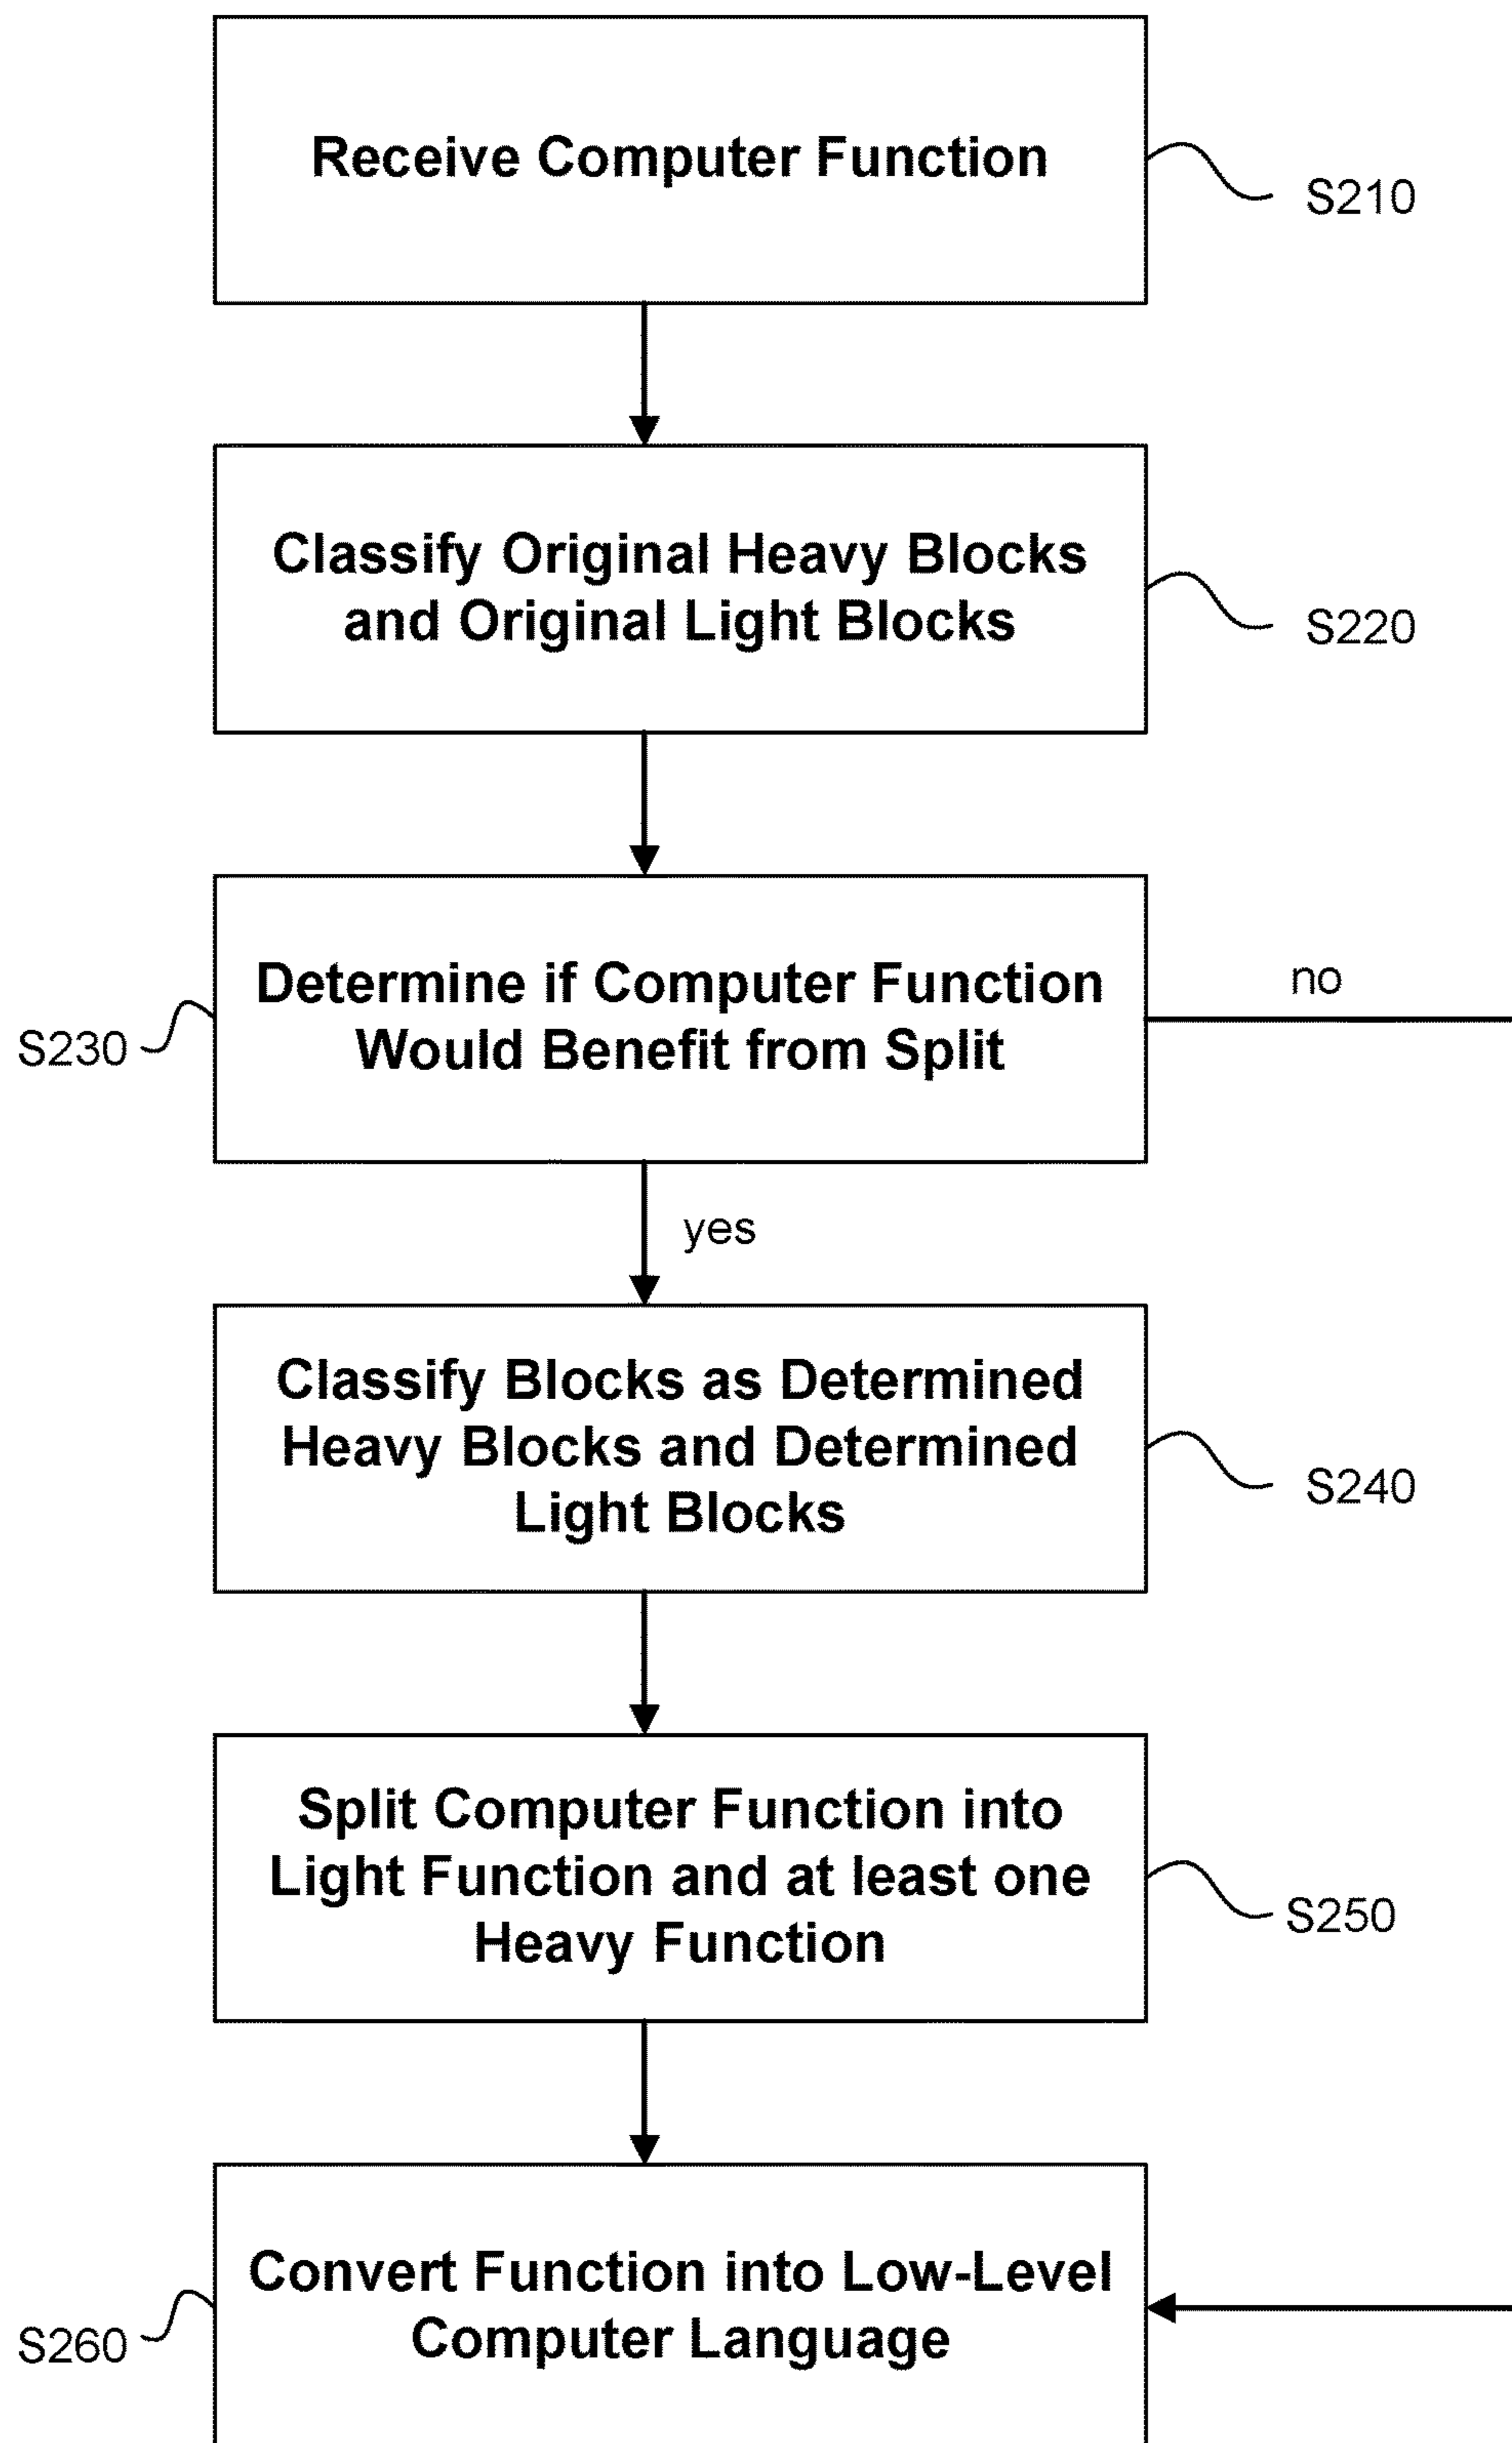 Receive Computer Function
S210
Classify Original Heavy Blocks
and Original Light Blocks
S220
Determine if Computer Function
Would Benefit from Split
S230
no
yes
Classify Blocks as Determined
Heavy Blocks and Determined
Light Blocks
S240
Split Computer Function into
Light Function and at least one
Heavy Function
S250
Convert Function into Low-Level
Computer Language
S260